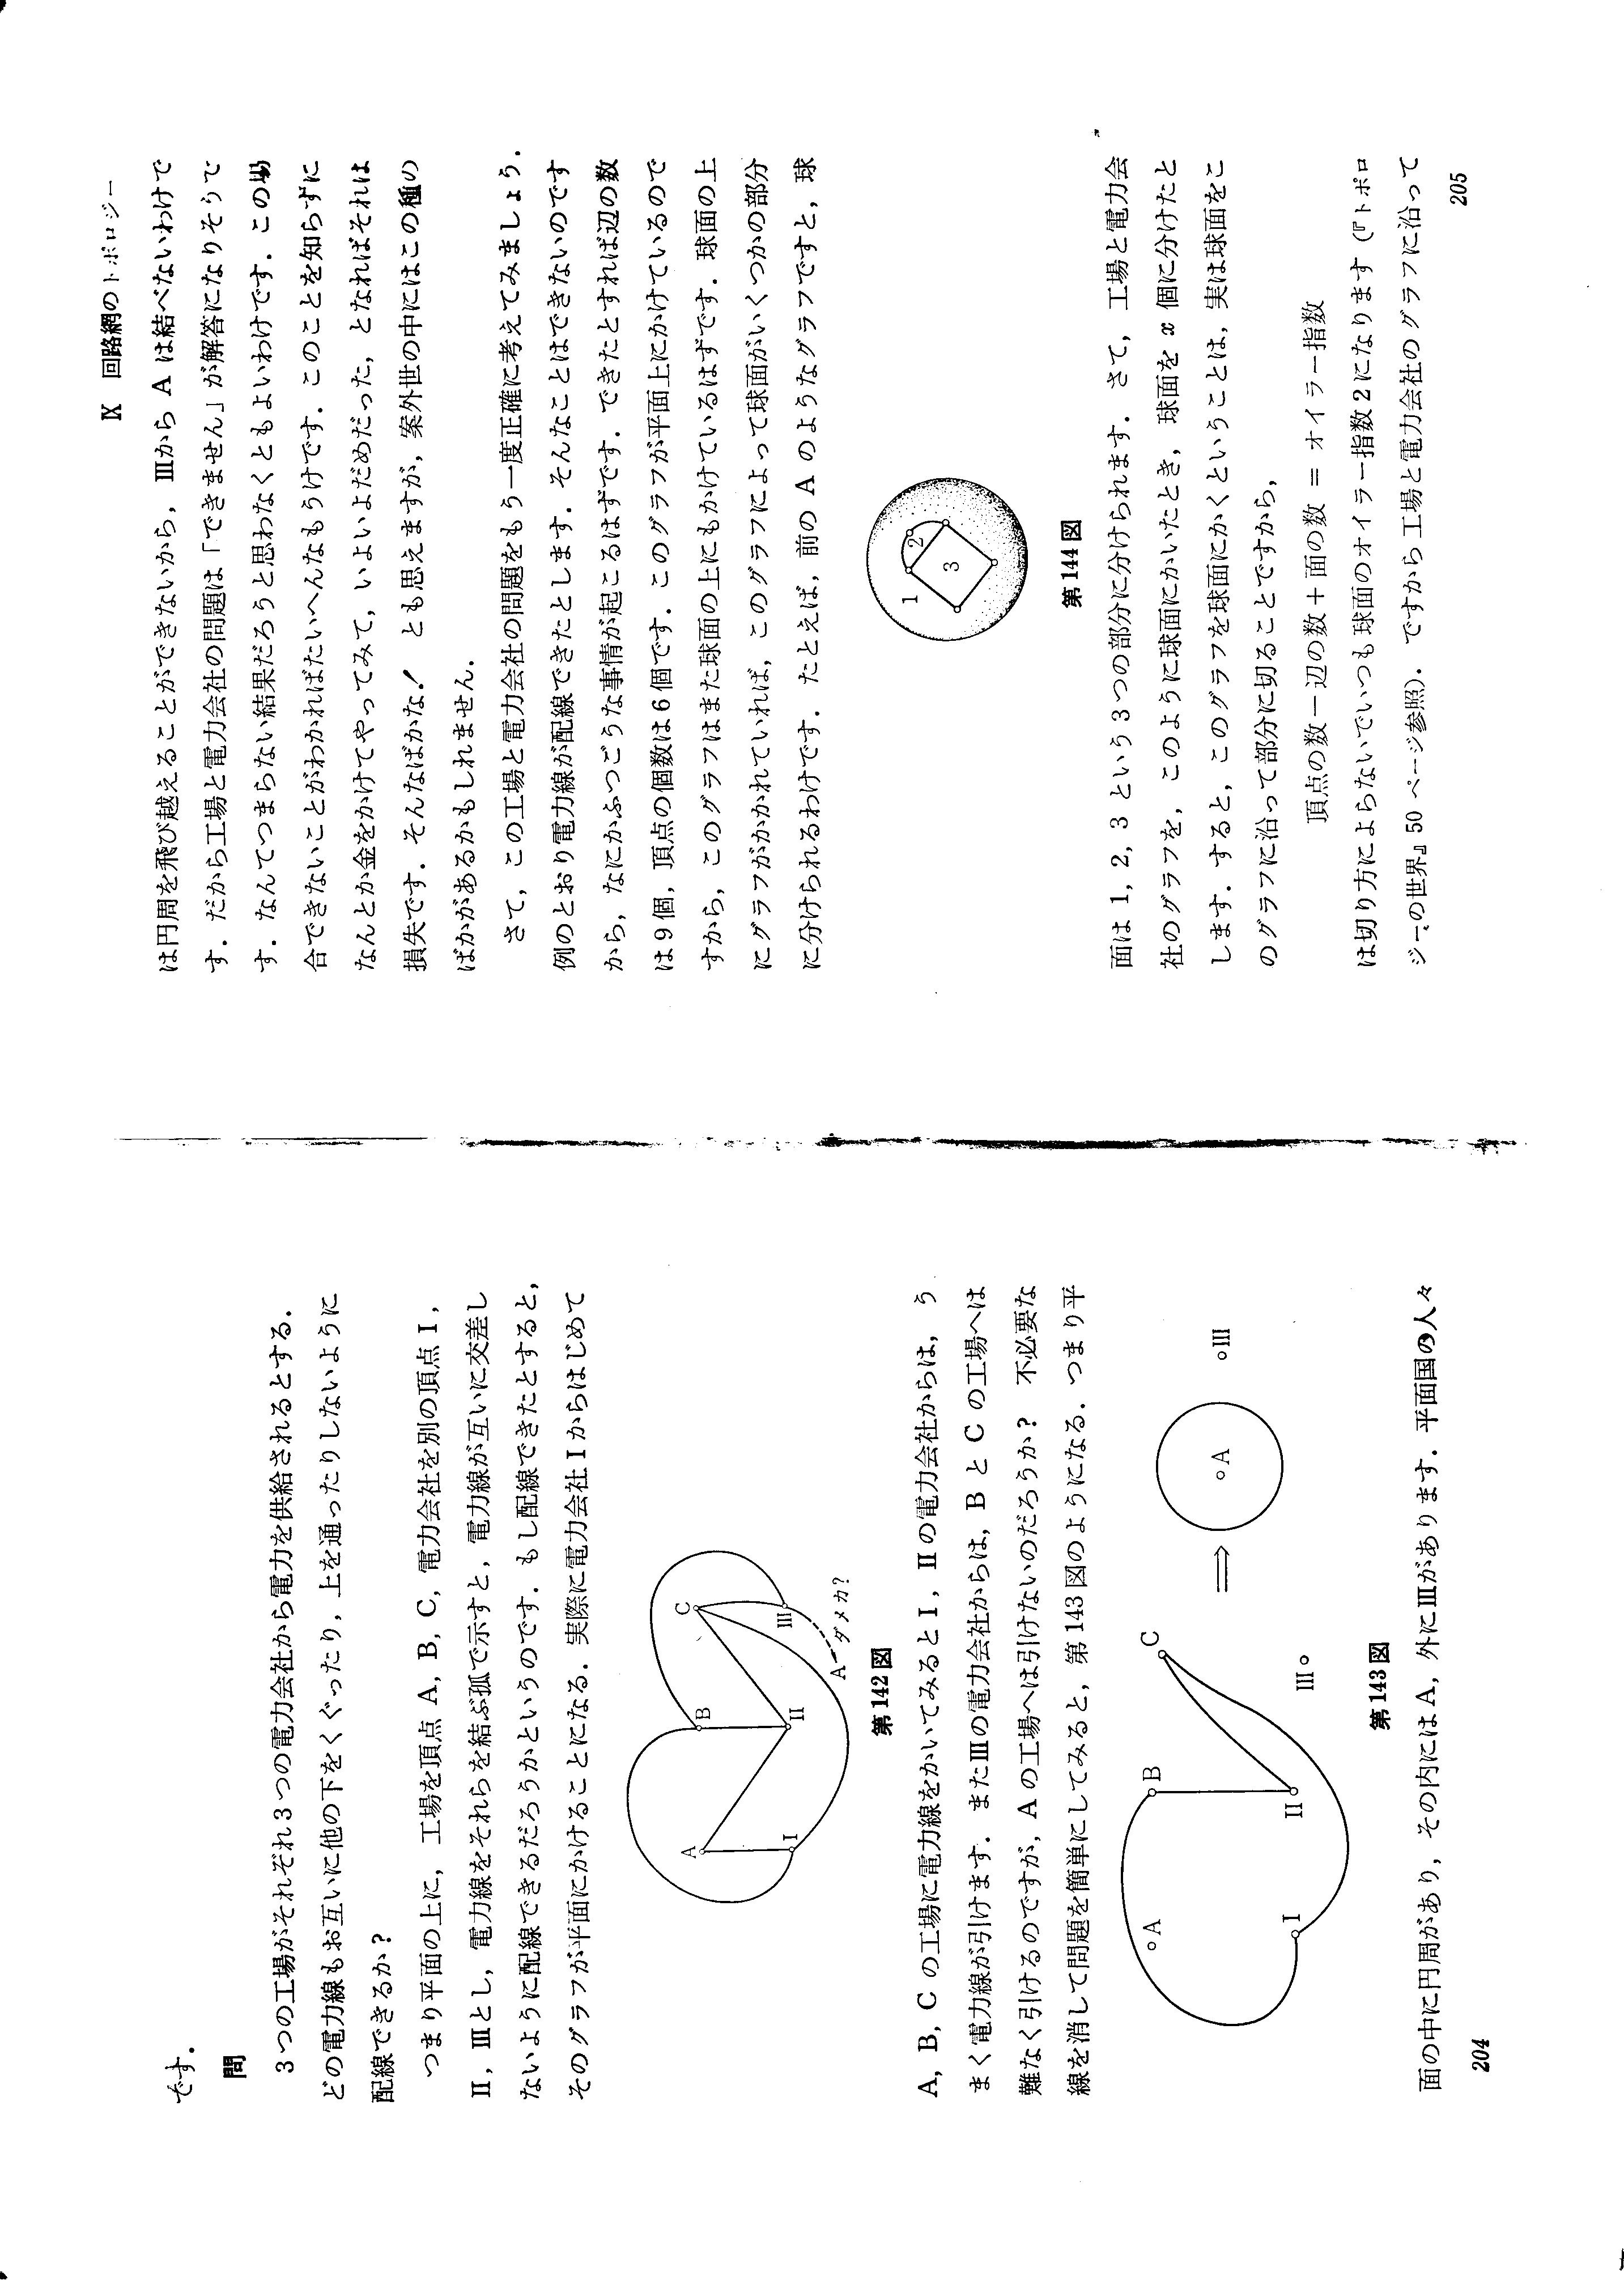 です．
問
3つの工場がそれぞれ3つの電力会社から電力を供給されるとする．
どの電力線もお互いに他の下をくぐったり，上を通ったりしないように
配線できるか？
つまり平面の上に，工場を頂点 A, B, C, 電力会社を別の頂点 I,
II, IIIとし，電力線をそれらを結ぶ孤で示すと，電力線が互いに交差し
ないように配線できるだろうかというのです．もし配線できたとすると，
そのグラフが平面にかけることになる．実際に電力会社 I からはじめて
A
B
C
I
II
III
A
ダメカ？
第142図
A, B, C の工場に電力線をかいてみると I, II の電力会社からは，う
まく電力線が引けます．またIIIの電力会社からは，B と C の工場へは
難なく引けるのですが，A の工場へは引けないのだろうか？ 不必要な
線を消して問題を簡単にしてみると，第143図のようになる．つまり平
A
B
C
I
II
III
⇒
A
III
第143図
面の中に円周があり，その内には A，外にIIIがあります．平面国の人々
204
IX 回路網のトポロジー
は円周を飛び越えることができないから，IIIから A は結べないわけで
す．だから工場と電力会社の問題は「できません」が解答になりそうで
す．なんてつまらない結果だろうと思わなくともよいわけです．この場
合できないことがわかればたいへんなもうけです．このことを知らずに
なんとか金をかけてやってみて，いよいよだめだった，となればそれは
損失です．そんなばかな！ とも思えますが，案外世の中にはこの種の
ばかがあるかもしれません．
さて，この工場と電力会社の問題をもう一度正確に考えてみましょう．
例のとおり電力線が配線できたとします．そんなことはできないのです
から，なにかふつごうな事情が起こるはずです．できたとすれば辺の数
は9個，頂点の個数は6個です．このグラフが平面上にかけているので
すから，このグラフはまた球面の上にもかけているはずです．球面の上
にグラフがかかれていれば，このグラフによって球面がいくつかの部分
に分けられるわけです．たとえば，前の A のようなグラフですと，球
1
2
3
第144図
面は 1, 2, 3 という3つの部分に分けられます．さて，工場と電力会
社のグラフを，このように球面にかいたとき，球面を x 個に分けたと
します．すると，このグラフを球面にかくということは，実は球面をこ
のグラフに沿って部分に切ることですから，
頂点の数－辺の数＋面の数 ＝ オイラー指数
は切り方によらないでいつも球面のオイラー指数2になります（『トポロ
ジーの世界』50 ページ参照）．ですから工場と電力会社のグラフに沿って
205